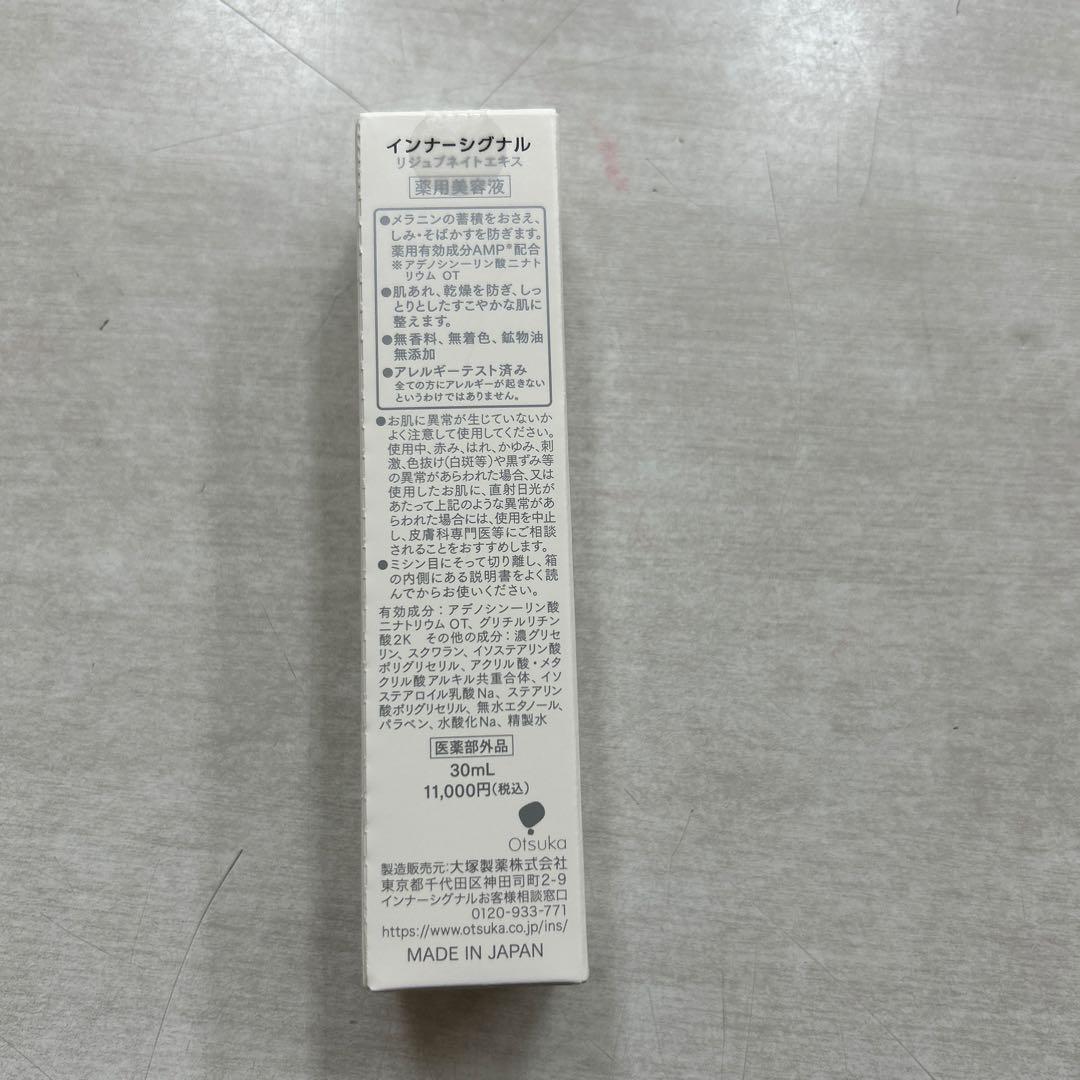 インナーシグナル
リジュブネイトエキス
薬用美容液
●メラニンの蓄積をおさえ、
しみ・そばかすを防ぎます。
薬用有効成分AMP※配合
※アデノシン一リン酸二ナト
リウム OT
●肌あれ、乾燥を防ぎ、しっ
とりとしたすこやかな肌に
整えます。
●無香料、無着色、鉱物油
無添加
●アレルギーテスト済み
全ての方にアレルギーが起きない
というわけではありません。
●お肌に異常が生じていないか
よく注意して使用してください。
使用中、赤み、はれ、かゆみ、刺
激、色抜け(白斑等)や黒ずみ等
の異常があらわれた場合、又は
使用したお肌に、直射日光が
あたって上記のような異常があ
らわれた場合には、使用を中止
し、皮膚科専門医等にご相談
されることをおすすめします。
●ミシン目にそって切り離し、箱
の内側にある説明書をよく読
んでからお使いください。
有効成分：アデノシン一リン酸
二ナトリウム OT、グリチルリチン
酸2K その他の成分：濃グリセ
リン、スクワラン、イソステアリン酸
ポリグリセリル、アクリル酸・メタ
クリル酸アルキル共重合体、イソ
ステアロイル乳酸Na、ステアリン
酸ポリグリセリル、無水エタノール、
パラベン、水酸化Na、精製水
医薬部外品
30mL
11,000円(税込)
Otsuka
製造販売元:大塚製薬株式会社
東京都千代田区神田司町2-9
インナーシグナルお客様相談窓口
0120-933-771
https://www.otsuka.co.jp/ins/
MADE IN JAPAN